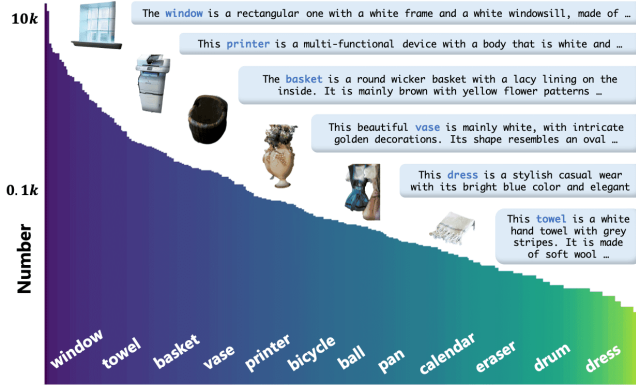 10k
The window is a rectangular one with a white frame and a white windowsill, made of …
This printer is a multi-functional device with a body that is white and …
The basket is a round wicker basket with a lacy lining on the
inside. It is mainly brown with yellow flower patterns …
This beautiful vase is mainly white, with intricate
golden decorations. Its shape resembles an oval …
This dress is a stylish casual wear
with its bright blue color and elegant
0.1k
This towel is a white
hand towel with grey
stripes. It is made
of soft wool …
Number
window
towel
basket
vase
printer
bicycle
ball
pan
calendar
eraser
drum
dress